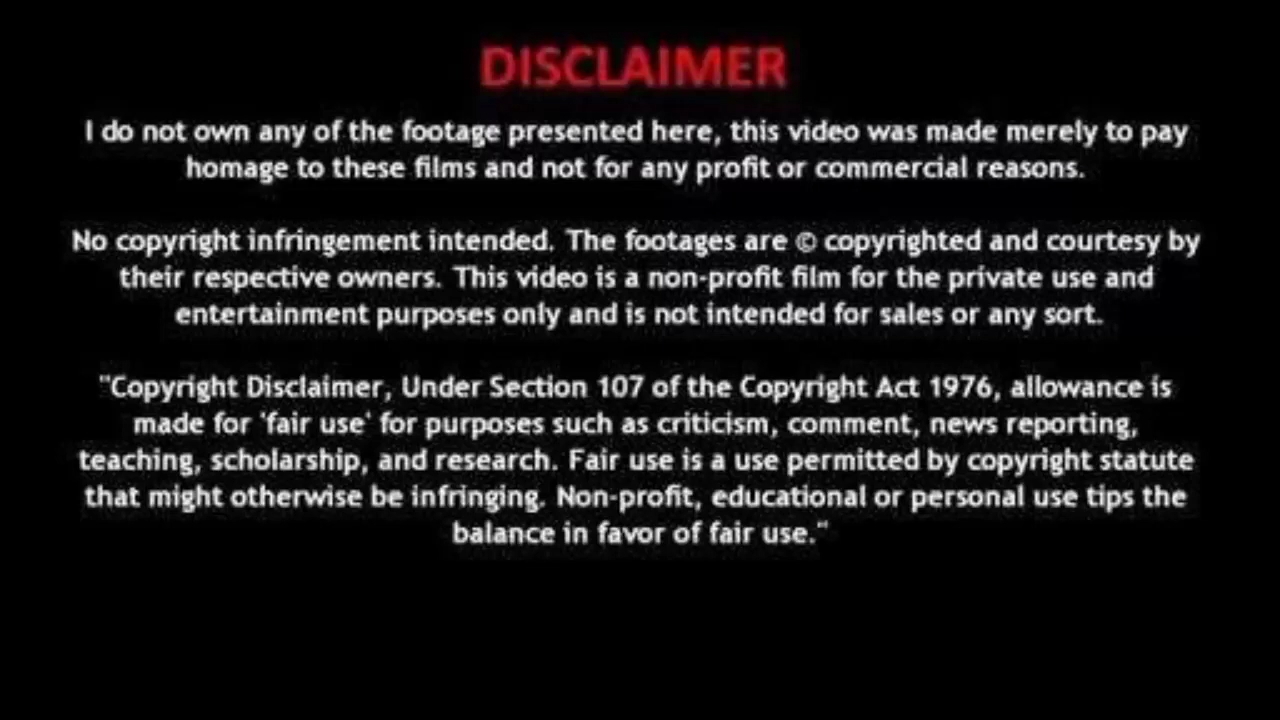 DISCLAIMER
I do not own any of the footage presented here, this video was made merely to pay
homage to these films and not for any profit or commercial reasons.
No copyright infringement intended. The footages are © copyrighted and courtesy by
their respective owners. This video is a non-profit film for the private use and
entertainment purposes only and is not intended for sales or any sort.
"Copyright Disclaimer, Under Section 107 of the Copyright Act 1976, allowance is
made for 'fair use' for purposes such as criticism, comment, news reporting,
teaching, scholarship, and research. Fair use is a use permitted by copyright statute
that might otherwise be infringing. Non-profit, educational or personal use tips the
balance in favor of fair use."